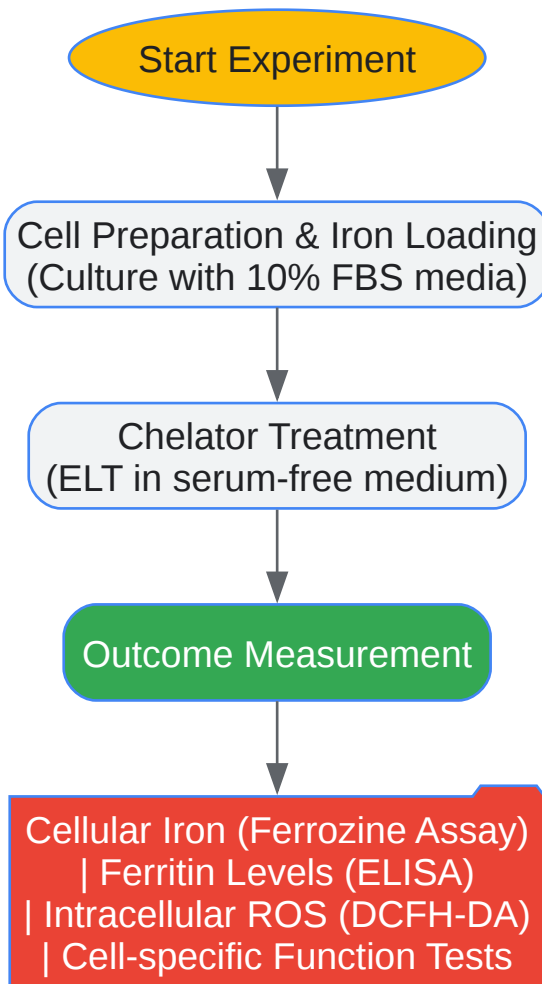 Start Experiment
Cell Preparation & Iron Loading
(Culture with 10% FBS media)
Chelator Treatment
(ELT in serum-free medium)
Outcome Measurement
Cellular Iron (Ferrozine Assay)
| Ferritin Levels (ELISA)
| Intracellular ROS (DCFH-DA)
| Cell-specific Function Tests